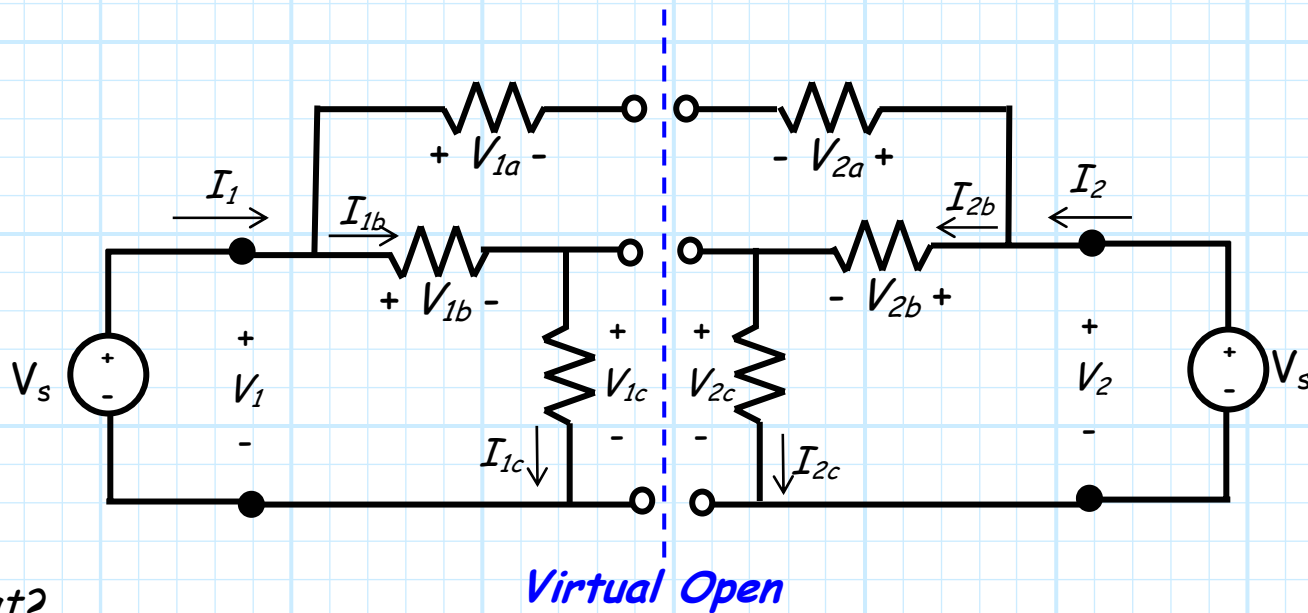 + V1a - - V2a +
I1 I1b I2b I2
+ V1b - - V2b +
Vs + - + V1 - + V1c - + V2c - + V2 - + - Vs
I1c I2c
Virtual Open